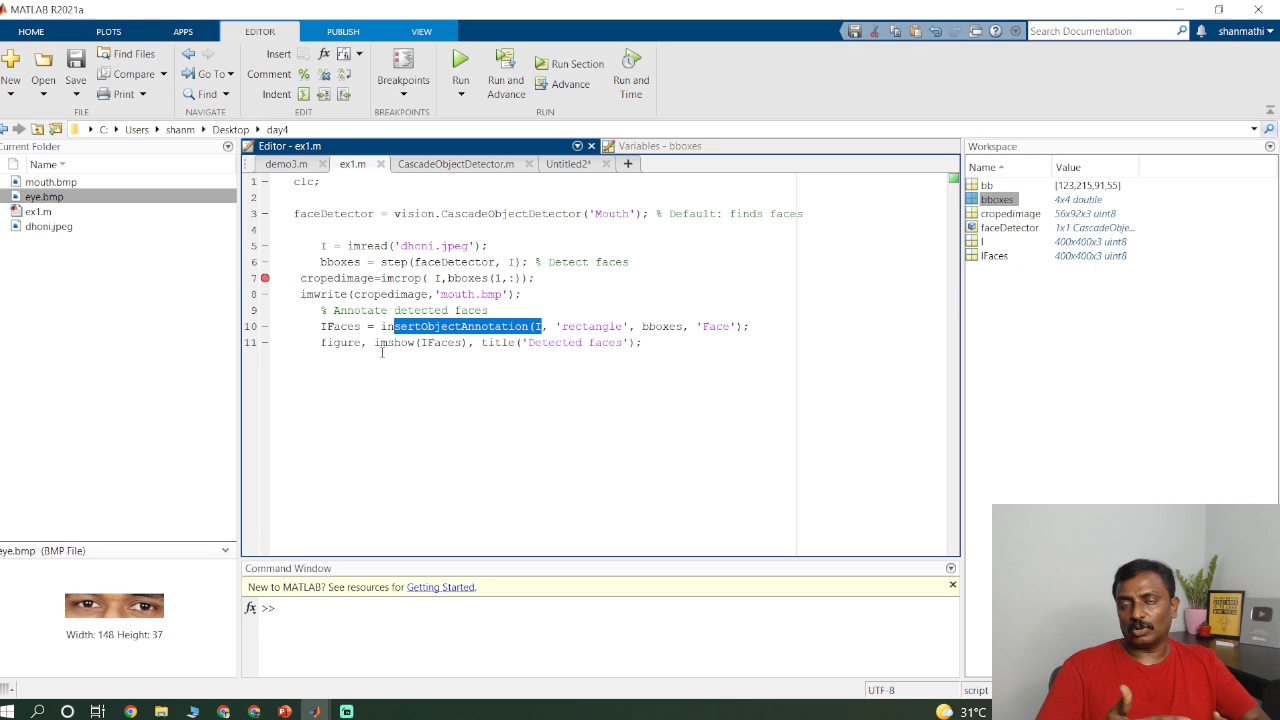 MATLAB R2021a
HOME PLOTS APPS EDITOR PUBLISH VIEW Search Documentation shanmathi
New Open Save Find Files Compare Print Go To Find Insert Comment Indent Breakpoints Run Run and Advance Run Section Advance Run and Time
FILE NAVIGATE EDIT BREAKPOINTS RUN
C: Users shanm Desktop day4
Current Folder
Name
mouth.bmp
eye.bmp
ex1.m
dhoni.jpeg
eye.bmp (BMP File)
Width: 148 Height: 37
Editor - ex1.m Variables - bboxes
demo3.m ex1.m CascadeObjectDetector.m Untitled2* +
1 clc;
2
3 faceDetector = vision.CascadeObjectDetector('Mouth'); % Default: finds faces
4
5 I = imread('dhoni.jpeg');
6 bboxes = step(faceDetector, I); % Detect faces
7 cropedimage=imcrop( I,bboxes(1,:));
8 imwrite(cropedimage,'mouth.bmp');
9 % Annotate detected faces
10 IFaces = insertObjectAnnotation(I, 'rectangle', bboxes, 'Face');
11 figure, imshow(IFaces), title('Detected faces');
Command Window
New to MATLAB? See resources for Getting Started.
fx >>
Workspace
Name Value
bb [123,215,91,55]
bboxes 4x4 double
cropedimage 56x92x3 uint8
faceDetector 1x1 CascadeObje...
I 400x400x3 uint8
IFaces 400x400x3 uint8
UTF-8 script
31°C